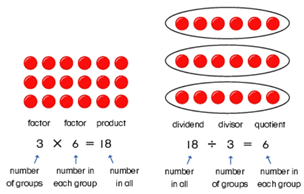 factor factor product
3 × 6 = 18
number of groups number in each group number in all
dividend divisor quotient
18 ÷ 3 = 6
number in all number of groups number in each group